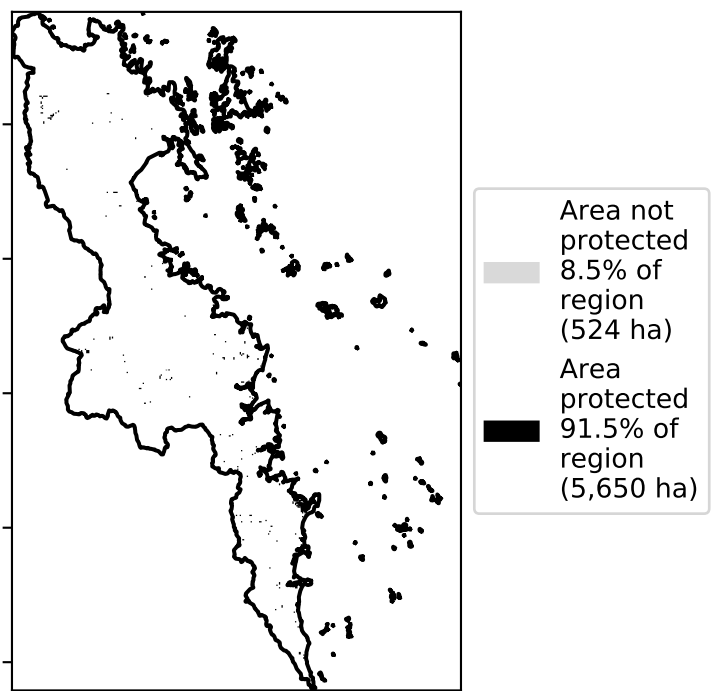 Area not
protected
8.5% of
region
(524 ha)
Area
protected
91.5% of
region
(5,650 ha)